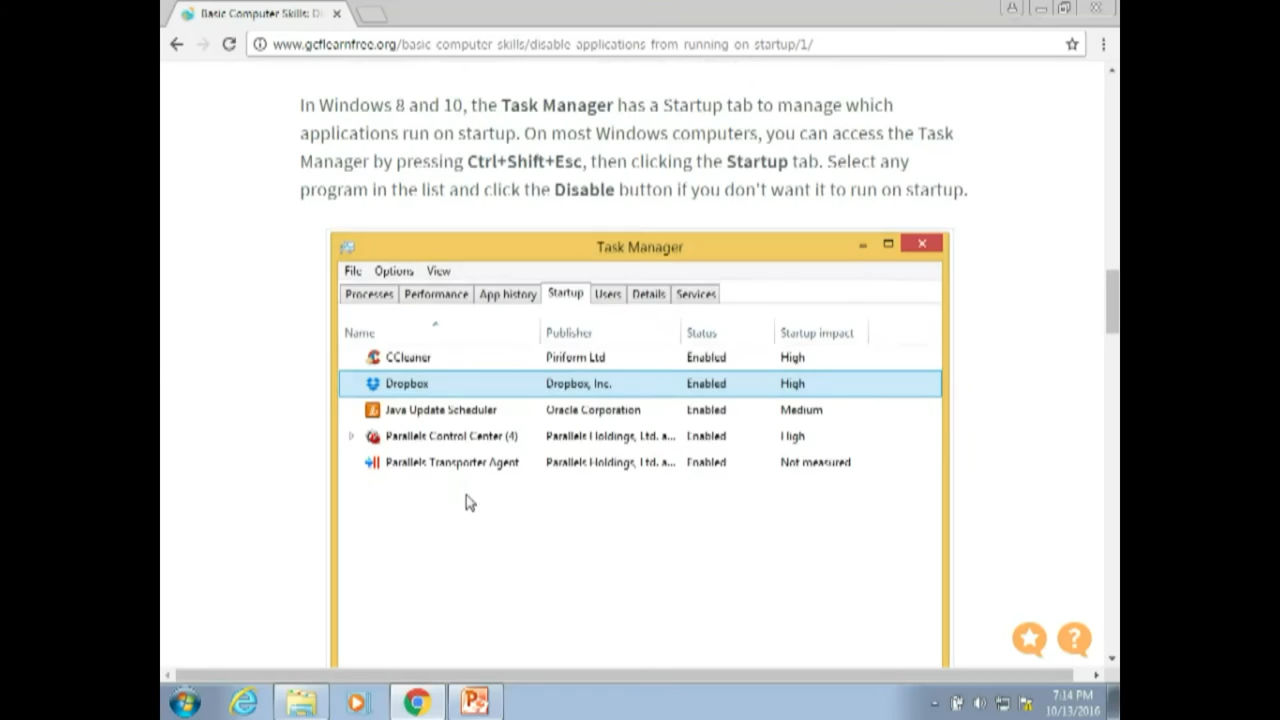 Basic Computer Skills: Di
www.gcflearnfree.org/basic computer skills/disable applications from running on startup/1/
In Windows 8 and 10, the Task Manager has a Startup tab to manage which
applications run on startup. On most Windows computers, you can access the Task
Manager by pressing Ctrl+Shift+Esc, then clicking the Startup tab. Select any
program in the list and click the Disable button if you don't want it to run on startup.
Task Manager
File Options View
Processes Performance App history Startup Users Details Services
Name Publisher Status Startup impact
CCleaner Piriform Ltd Enabled High
Dropbox Dropbox, Inc. Enabled High
Java Update Scheduler Oracle Corporation Enabled Medium
Parallels Control Center (4) Parallels Holdings, Ltd. a... Enabled High
Parallels Transporter Agent Parallels Holdings, Ltd. a... Enabled Not measured
7:14 PM
10/13/2016